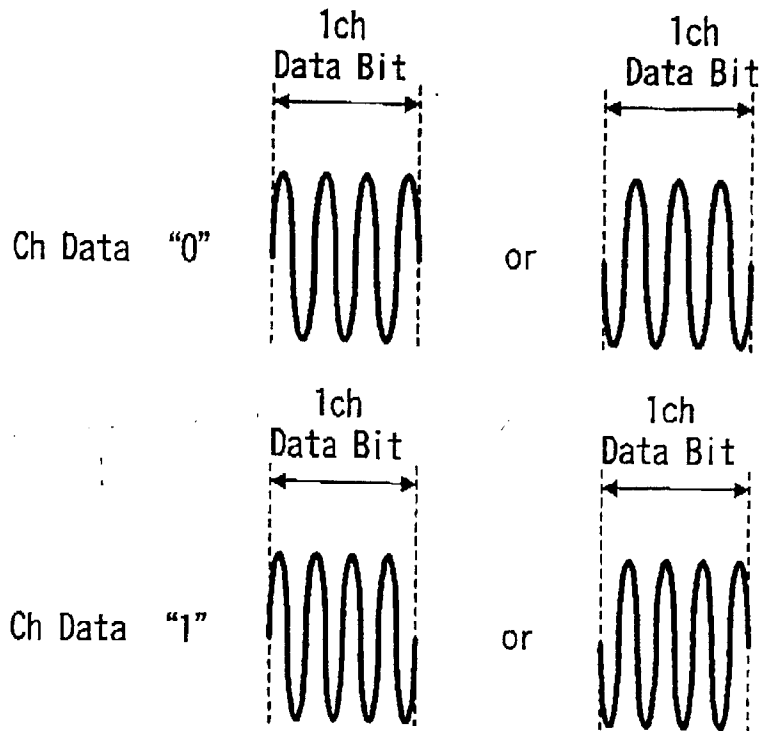 1ch
Data Bit
1ch
Data Bit
Ch Data “0”
or
1ch
Data Bit
1ch
Data Bit
Ch Data “1”
or